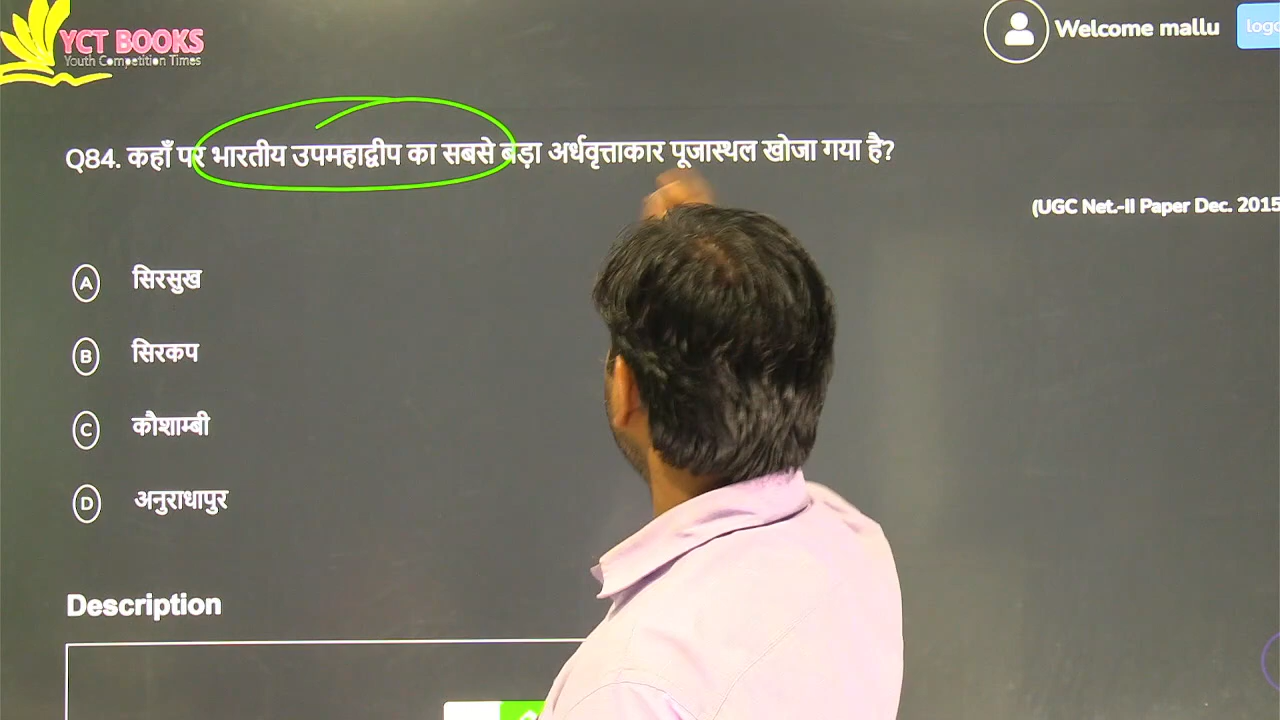 YCT BOOKS
Youth Competition Times
Welcome mallu
Q84. कहाँ पर भारतीय उपमहाद्वीप का सबसे बड़ा अर्धवृत्ताकार पूजास्थल खोजा गया है?
(UGC Net.-II Paper Dec. 2015
A सिरसुख
B सिरकप
C कौशाम्बी
D अनुराधापुर
Description